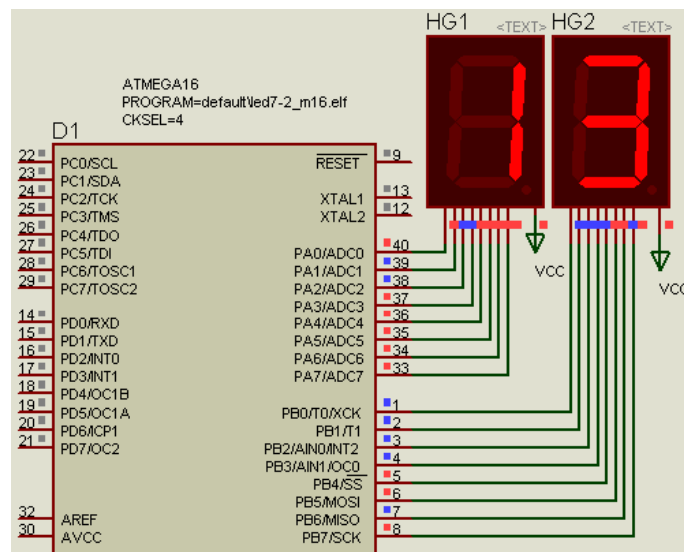 HG1 <TEXT> HG2 <TEXT>
ATMEGA16
PROGRAM=default\led7-2_m16.elf
CKSEL=4
D1
13
VCC
VCC
22 PC0/SCL
23 PC1/SDA
24 PC2/TCK
25 PC3/TMS
26 PC4/TDO
27 PC5/TDI
28 PC6/TOSC1
29 PC7/TOSC2
14 PD0/RXD
15 PD1/TXD
16 PD2/INT0
17 PD3/INT1
18 PD4/OC1B
19 PD5/OC1A
20 PD6/ICP1
21 PD7/OC2
32 AREF
30 AVCC
RESET 9
XTAL1 13
XTAL2 12
PA0/ADC0 40
PA1/ADC1 39
PA2/ADC2 38
PA3/ADC3 37
PA4/ADC4 36
PA5/ADC5 35
PA6/ADC6 34
PA7/ADC7 33
PB0/T0/XCK 1
PB1/T1 2
PB2/AIN0/INT2 3
PB3/AIN1/OC0 4
PB4/SS 5
PB5/MOSI 6
PB6/MISO 7
PB7/SCK 8